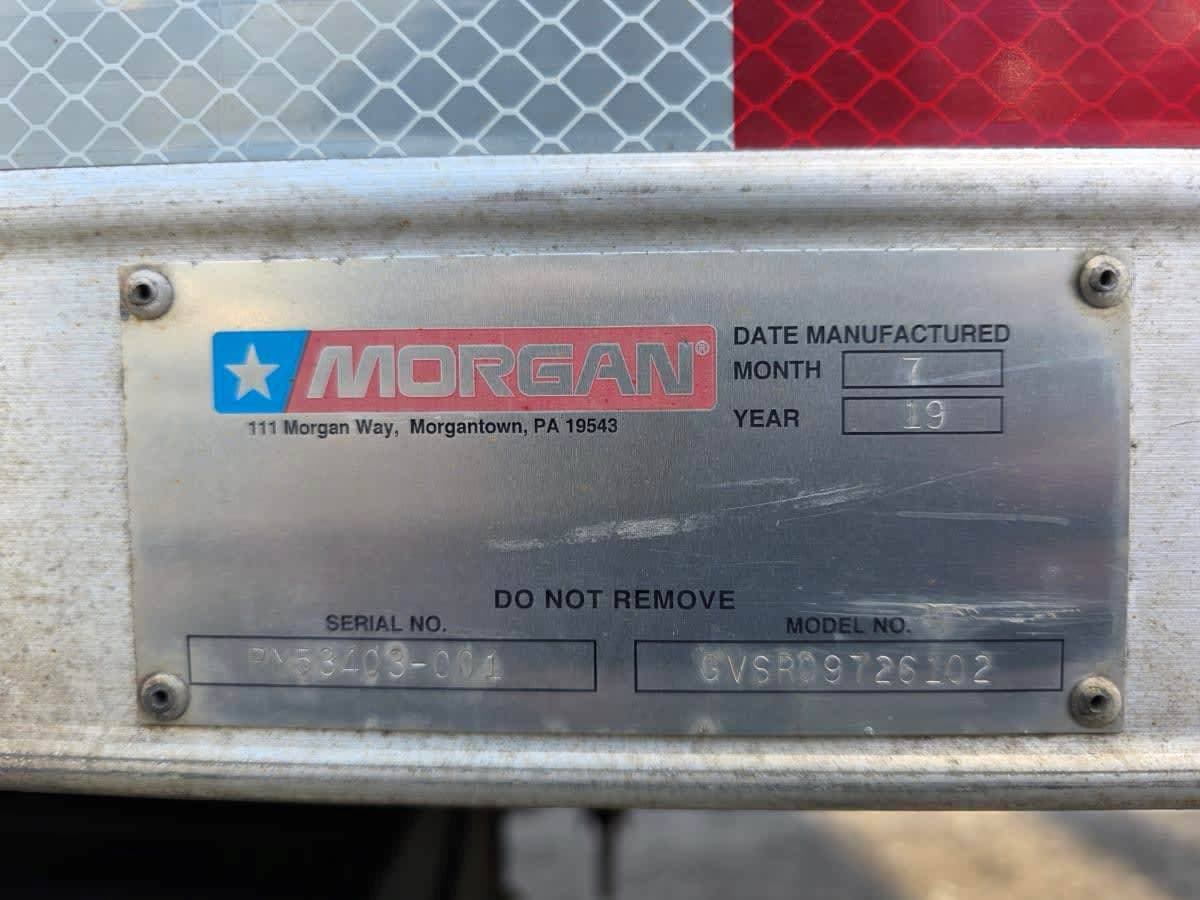 MORGAN®
111 Morgan Way, Morgantown, PA 19543
DATE MANUFACTURED
MONTH 7
YEAR 19
DO NOT REMOVE
SERIAL NO.
MODEL NO.
GVSRD9726102